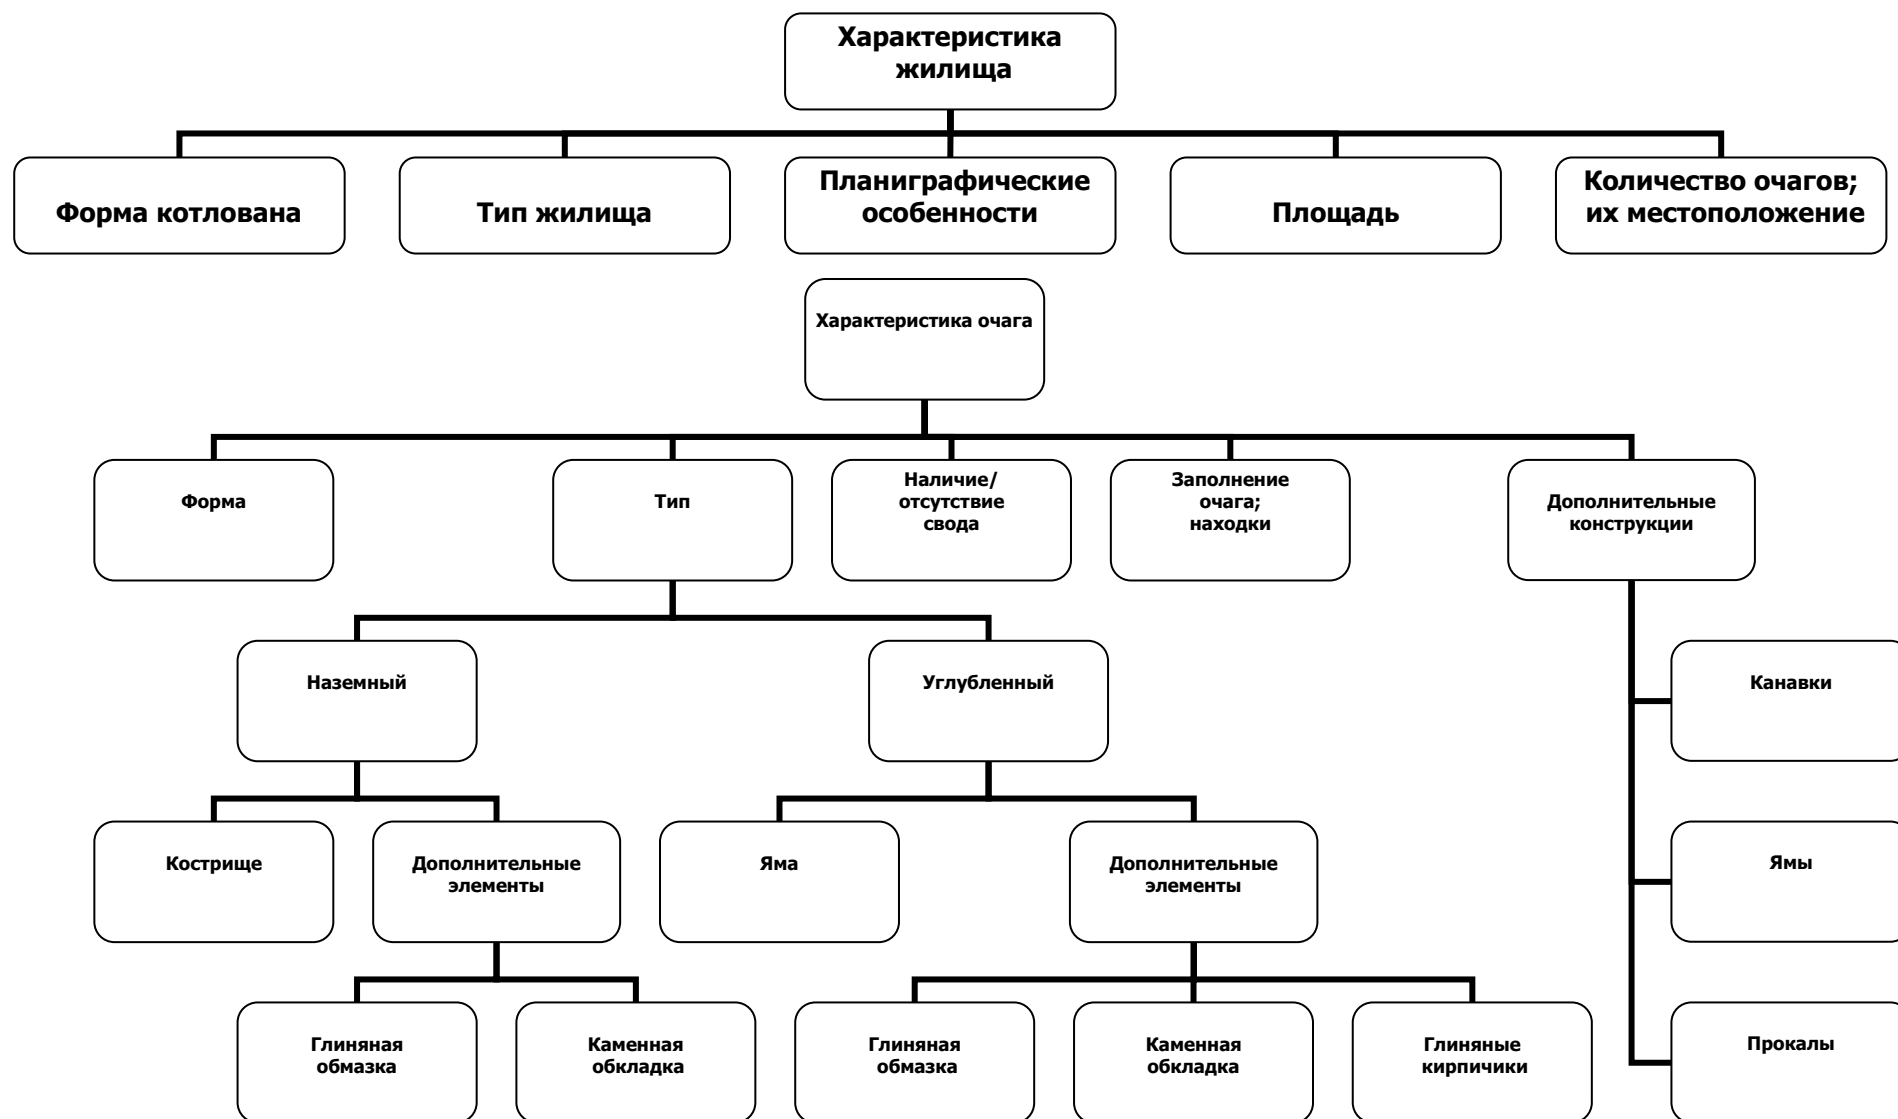 Характеристика
жилища
Форма котлована
Тип жилища
Планиграфические
особенности
Площадь
Количество очагов;
их местоположение
Характеристика очага
Форма
Тип
Наличие/
отсутствие
свода
Заполнение
очага;
находки
Дополнительные
конструкции
Наземный
Углубленный
Канавки
Кострище
Дополнительные
элементы
Яма
Дополнительные
элементы
Ямы
Глиняная
обмазка
Каменная
обкладка
Глиняная
обмазка
Каменная
обкладка
Глиняные
кирпичики
Прокалы